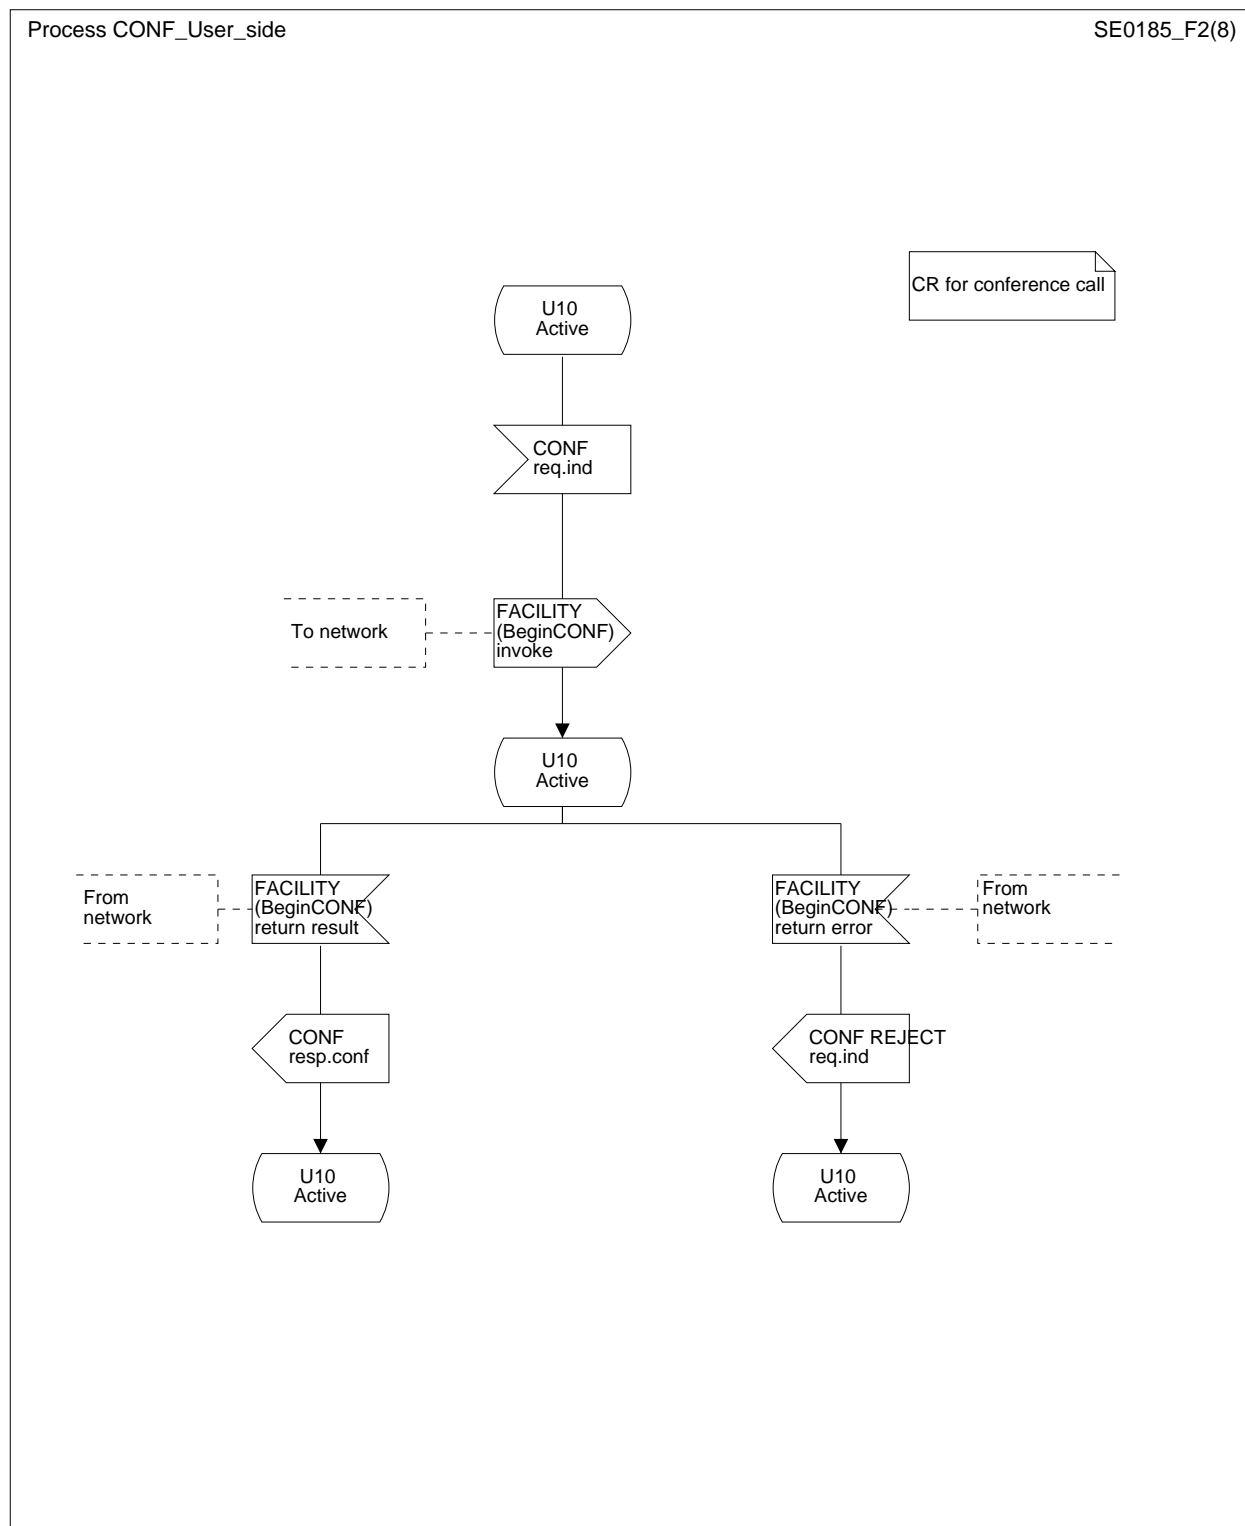 Process CONF_User_side
SE0185_F2(8)
CR for conference call
U10
Active
CONF
req.ind
To network
FACILITY
(BeginCONF)
invoke
U10
Active
From
network
FACILITY
(BeginCONF)
return result
FACILITY
(BeginCONF)
return error
From
network
CONF
resp.conf
CONF REJECT
req.ind
U10
Active
U10
Active